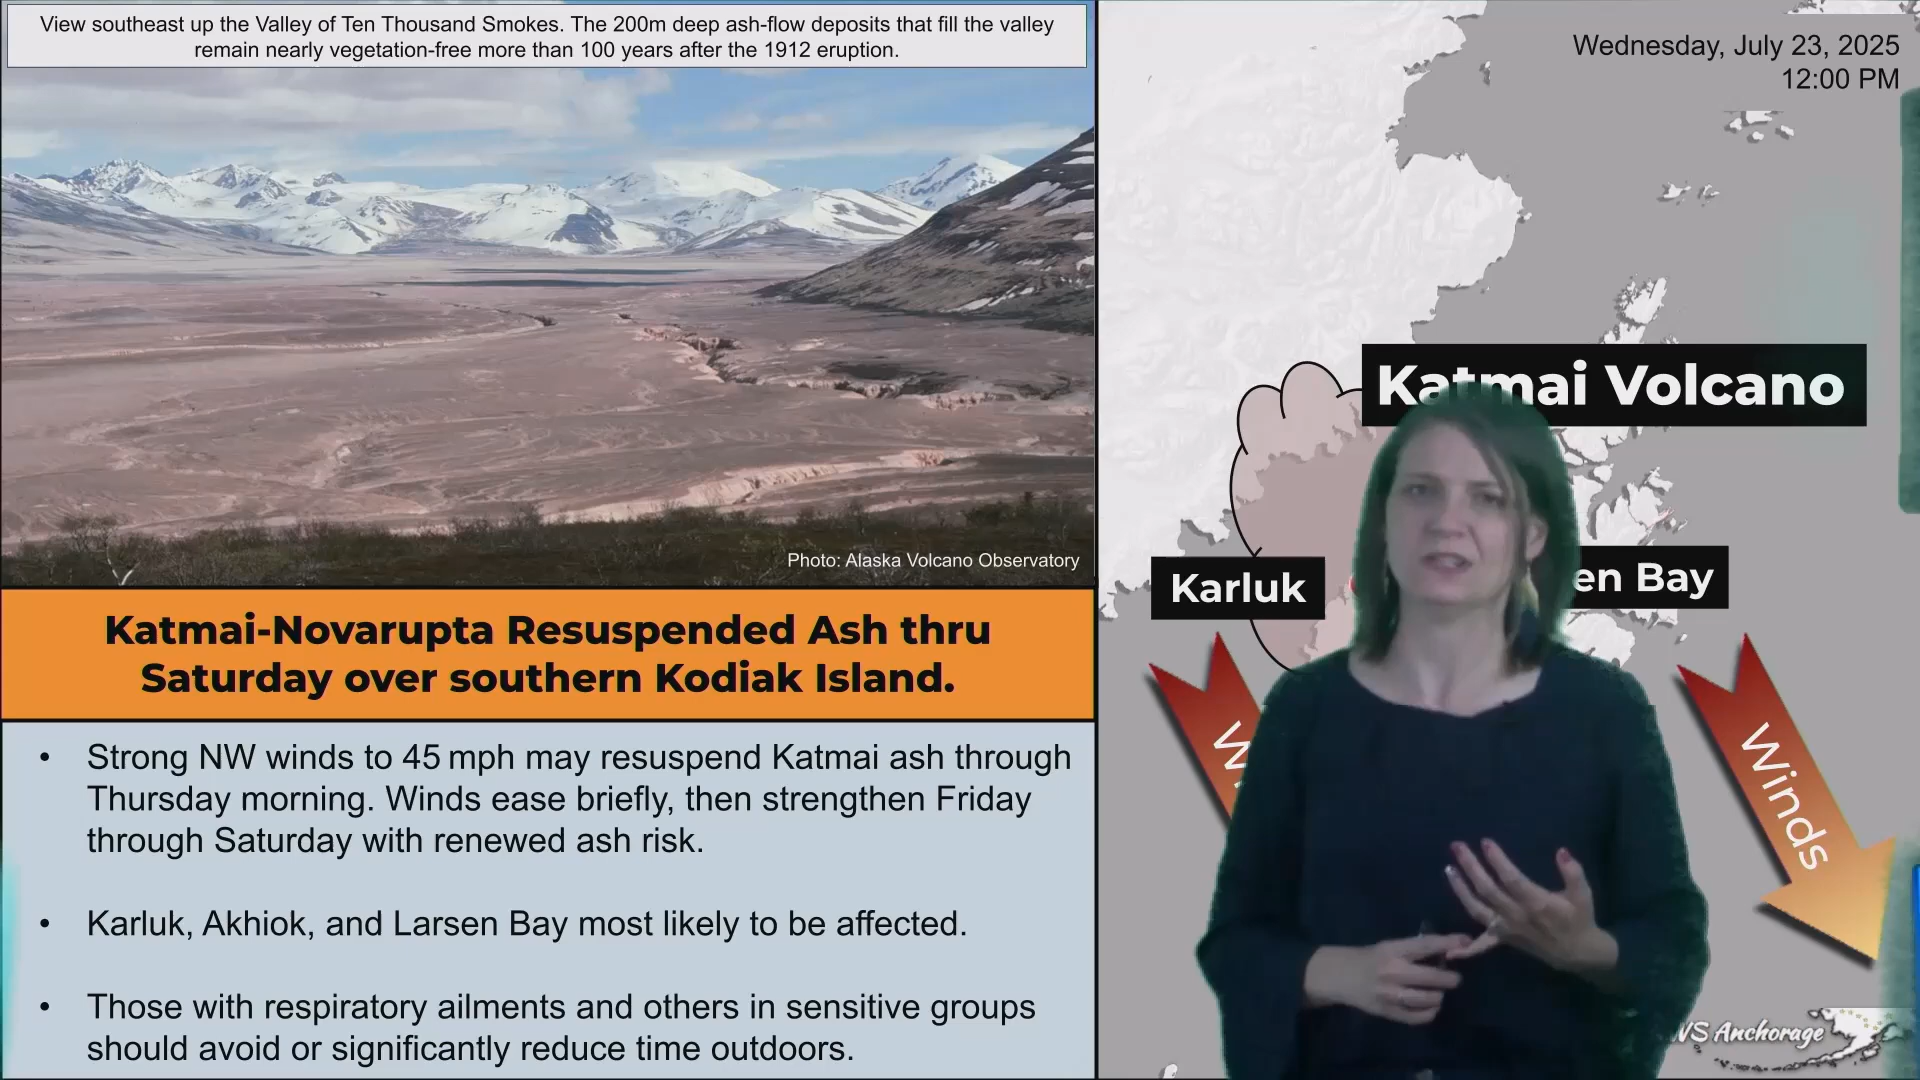 View southeast up the Valley of Ten Thousand Smokes. The 200m deep ash-flow deposits that fill the valley
remain nearly vegetation-free more than 100 years after the 1912 eruption.
Photo: Alaska Volcano Observatory
Katmai-Novarupta Resuspended Ash thru
Saturday over southern Kodiak Island.
• Strong NW winds to 45 mph may resuspend Katmai ash through
Thursday morning. Winds ease briefly, then strengthen Friday
through Saturday with renewed ash risk.
• Karluk, Akhiok, and Larsen Bay most likely to be affected.
• Those with respiratory ailments and others in sensitive groups
should avoid or significantly reduce time outdoors.
Wednesday, July 23, 2025
12:00 PM
Katmai Volcano
Karluk
Bay
Winds
Anchorage